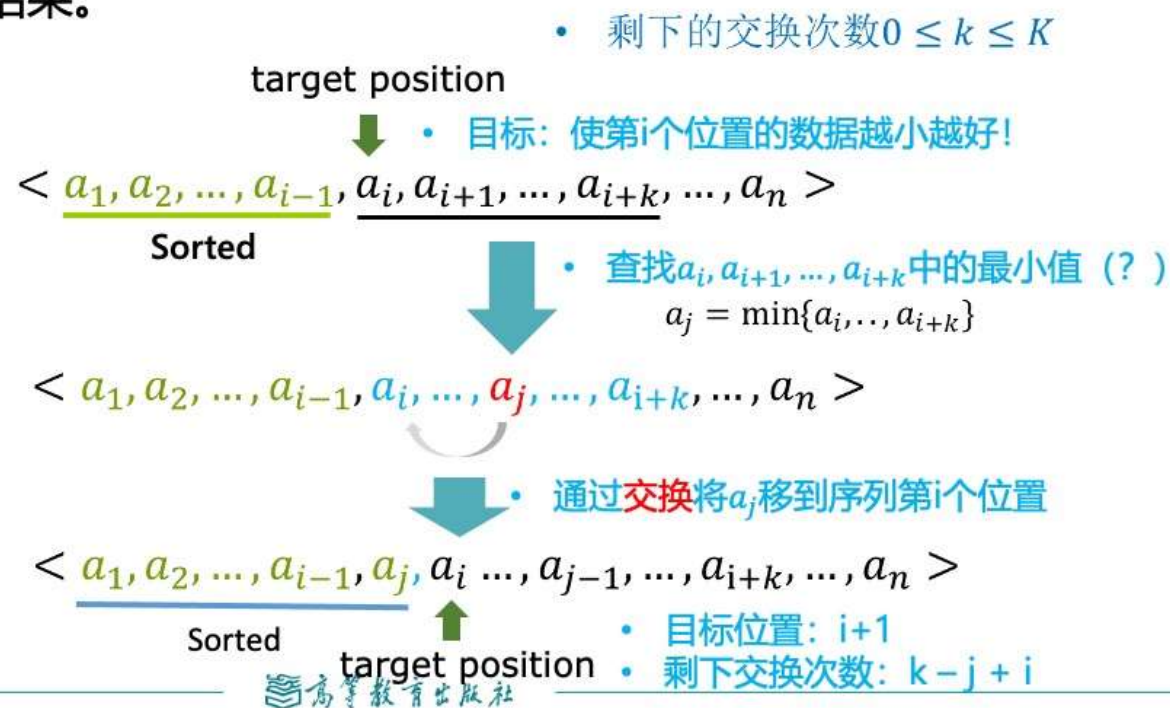 结果。
• 剩下的交换次数0 ≤ k ≤ K
target position
• 目标：使第i个位置的数据越小越好！
< a₁, a₂, …, aᵢ₋₁, aᵢ, aᵢ₊₁, …, aᵢ₊ₖ, …, aₙ >
Sorted
• 查找aᵢ, aᵢ₊₁, …, aᵢ₊ₖ中的最小值（？）
aⱼ = min{aᵢ,.., aᵢ₊ₖ}
< a₁, a₂, …, aᵢ₋₁, aᵢ, …, aⱼ, …, aᵢ₊ₖ, …, aₙ >
• 通过交换将aⱼ移到序列第i个位置
< a₁, a₂, …, aᵢ₋₁, aⱼ, aᵢ …, aⱼ₋₁, …, aᵢ₊ₖ, …, aₙ >
Sorted
target position
• 目标位置：i+1
• 剩下交换次数：k – j + i
高等教育出版社